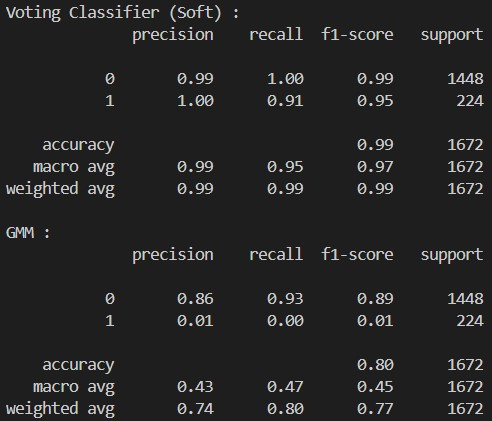 Voting Classifier (Soft) :
precision recall f1-score support
0 0.99 1.00 0.99 1448
1 1.00 0.91 0.95 224
accuracy 0.99 1672
macro avg 0.99 0.95 0.97 1672
weighted avg 0.99 0.99 0.99 1672
GMM :
precision recall f1-score support
0 0.86 0.93 0.89 1448
1 0.01 0.00 0.01 224
accuracy 0.80 1672
macro avg 0.43 0.47 0.45 1672
weighted avg 0.74 0.80 0.77 1672